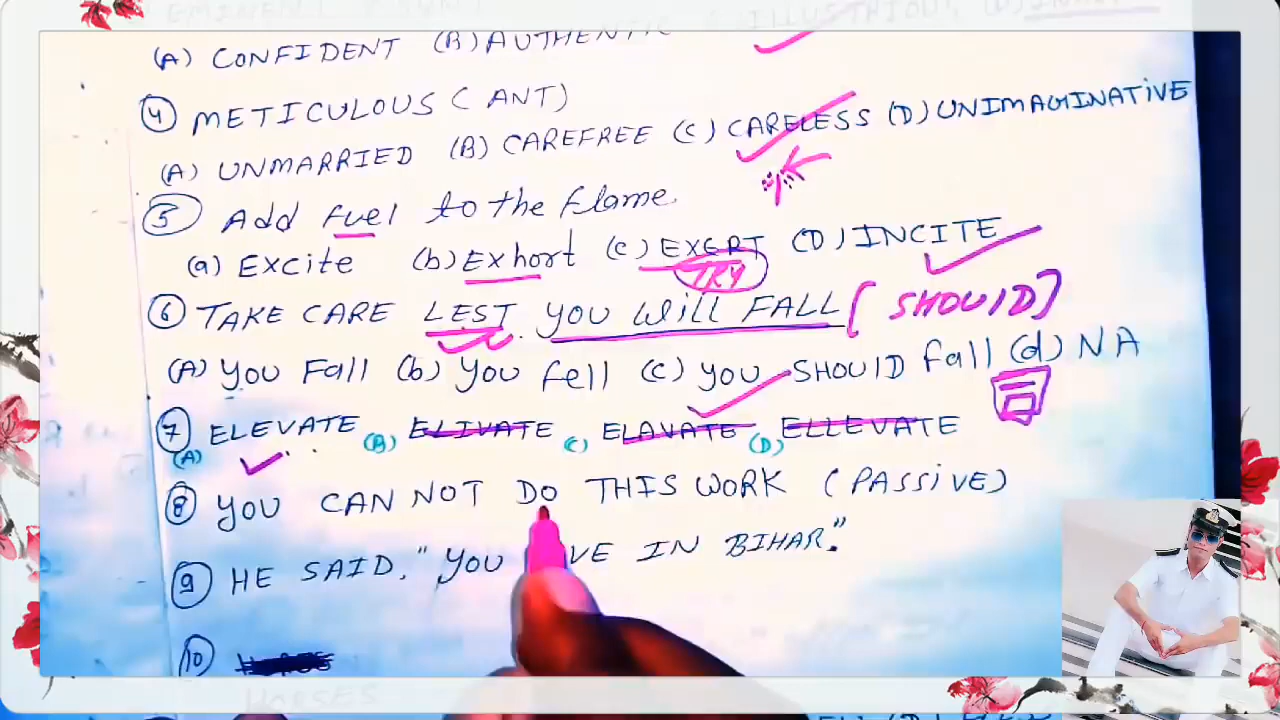 (A) CONFIDENT (B) AUTHENTIC
④ METICULOUS (ANT)
(A) UNMARRIED (B) CAREFREE (C) CARELESS (D) UNIMAGINATIVE
⑤ Add fuel to the flame.
(a) Excite (b) Exhort (c) EXERT (D) INCITE
TRY
⑥ TAKE CARE LEST YOU Will FALL [SHOULD]
(A) You Fall (b) You fell (c) you SHOULD fall (d) NA
⑦ (A) ELEVATE (B) ELIVATE (C) ELAVATE (D) ELLEVATE
⑧ YOU CAN NOT DO THIS WORK (PASSIVE)
⑨ HE SAID, "YOU IN BIHAR."
⑩
HORSES